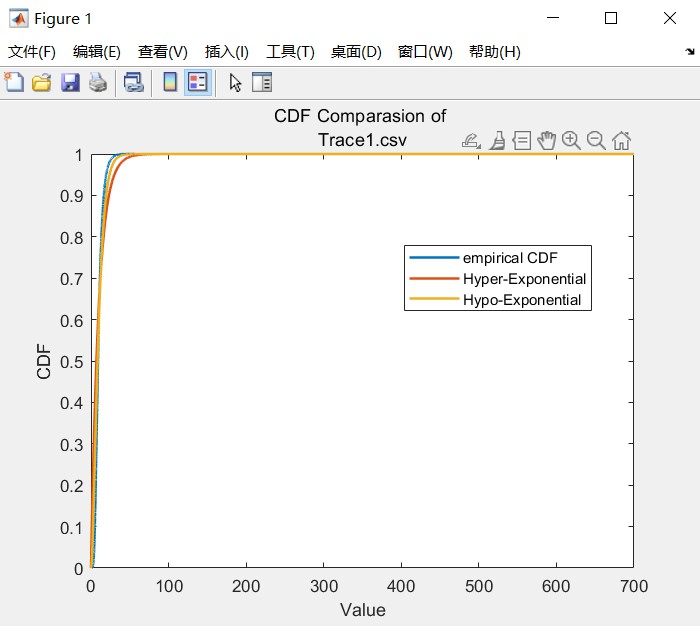 Figure 1
文件(F) 编辑(E) 查看(V) 插入(I) 工具(T) 桌面(D) 窗口(W) 帮助(H)
CDF Comparasion of
Trace1.csv
1
0.9
0.8
0.7
0.6
0.5
0.4
0.3
0.2
0.1
0
CDF
empirical CDF
Hyper-Exponential
Hypo-Exponential
0 100 200 300 400 500 600 700
Value